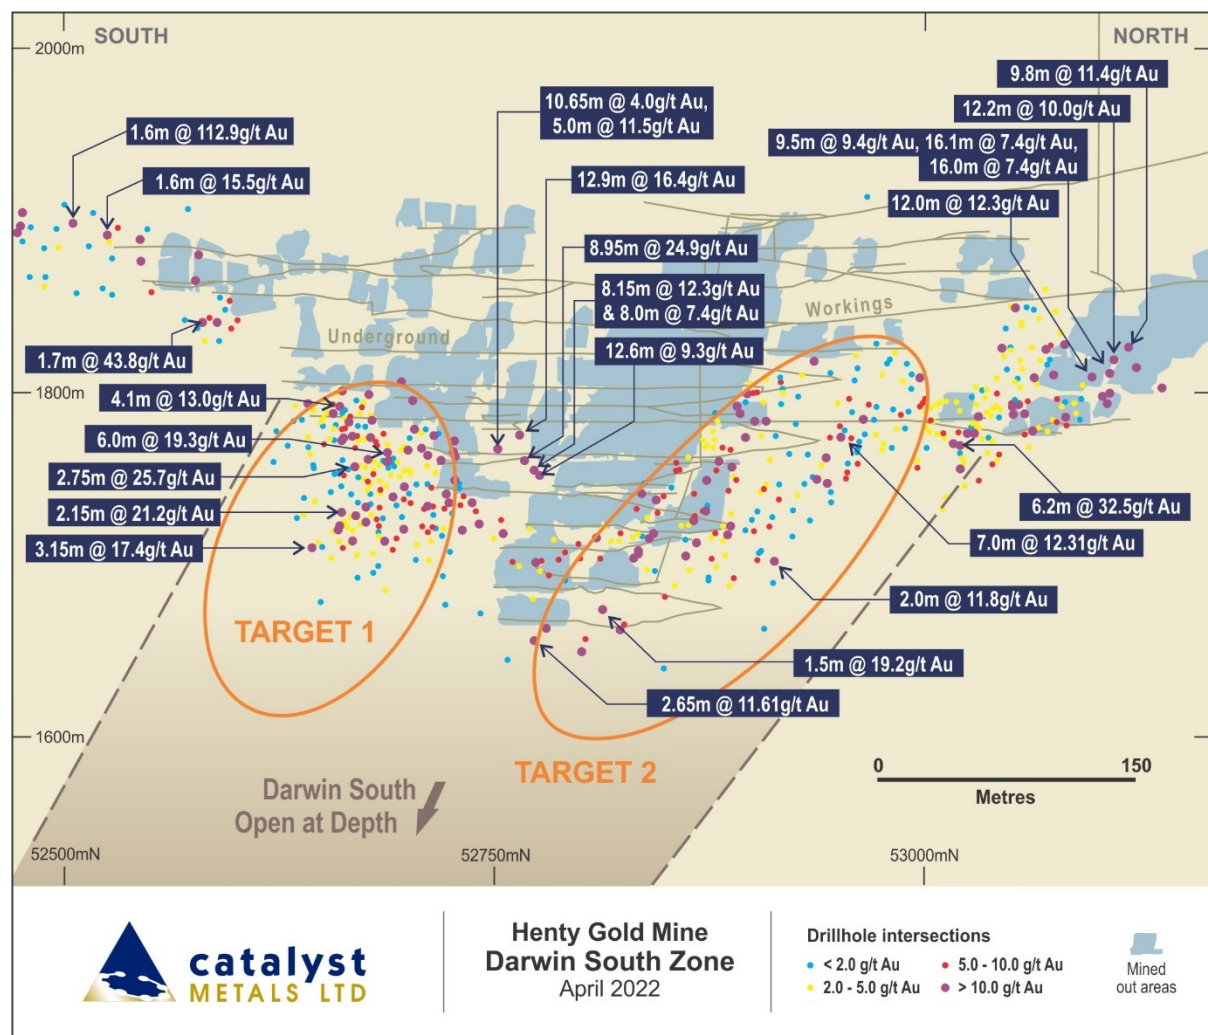 SOUTH
NORTH
2000m
9.8m @ 11.4g/t Au
12.2m @ 10.0g/t Au
10.65m @ 4.0g/t Au,
5.0m @ 11.5g/t Au
1.6m @ 112.9g/t Au
9.5m @ 9.4g/t Au, 16.1m @ 7.4g/t Au,
16.0m @ 7.4g/t Au
1.6m @ 15.5g/t Au
12.9m @ 16.4g/t Au
12.0m @ 12.3g/t Au
8.95m @ 24.9g/t Au
8.15m @ 12.3g/t Au
& 8.0m @ 7.4g/t Au
Underground
Workings
12.6m @ 9.3g/t Au
1.7m @ 43.8g/t Au
1800m
4.1m @ 13.0g/t Au
6.0m @ 19.3g/t Au
2.75m @ 25.7g/t Au
2.15m @ 21.2g/t Au
3.15m @ 17.4g/t Au
6.2m @ 32.5g/t Au
7.0m @ 12.31g/t Au
2.0m @ 11.8g/t Au
TARGET 1
1.5m @ 19.2g/t Au
2.65m @ 11.61g/t Au
1600m
TARGET 2
0 150
Metres
Darwin South
Open at Depth
52500mN
52750mN
53000mN
catalyst
METALS LTD
Henty Gold Mine
Darwin South Zone
April 2022
Drillhole intersections
< 2.0 g/t Au
5.0 - 10.0 g/t Au
2.0 - 5.0 g/t Au
> 10.0 g/t Au
Mined
out areas